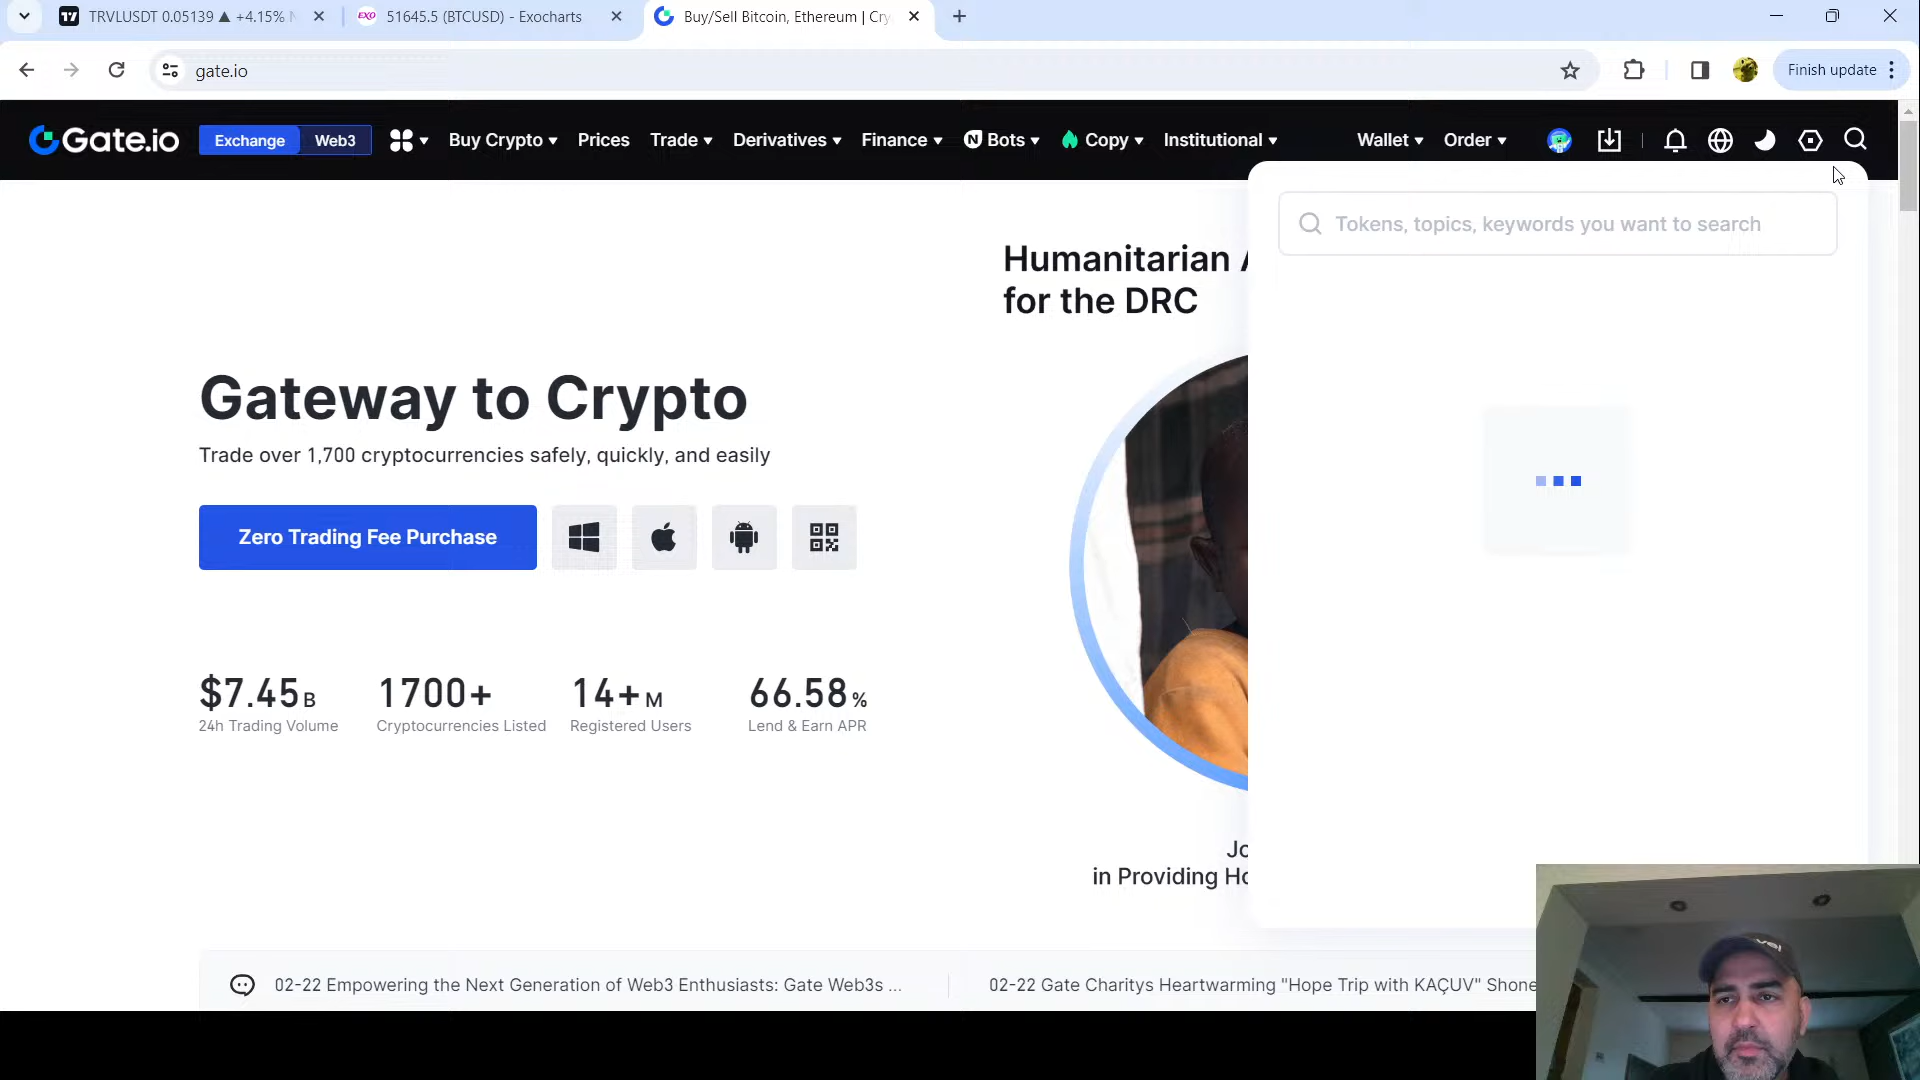 TRVLUSDT 0.05139 ▲ +4.15%
EXO 51645.5 (BTCUSD) - Exocharts
Buy/Sell Bitcoin, Ethereum | Cry
gate.io
Finish update
Gate.io
Exchange
Web3
Buy Crypto
Prices
Trade
Derivatives
Finance
Bots
Copy
Institutional
Wallet
Order
Tokens, topics, keywords you want to search
Humanitarian A
for the DRC
Gateway to Crypto
Trade over 1,700 cryptocurrencies safely, quickly, and easily
Zero Trading Fee Purchase
$7.45 B
24h Trading Volume
1700+
Cryptocurrencies Listed
14+ M
Registered Users
66.58 %
Lend & Earn APR
Jo
in Providing Ho
02-22 Empowering the Next Generation of Web3 Enthusiasts: Gate Web3s ...
02-22 Gate Charitys Heartwarming "Hope Trip with KAÇUV" Shone